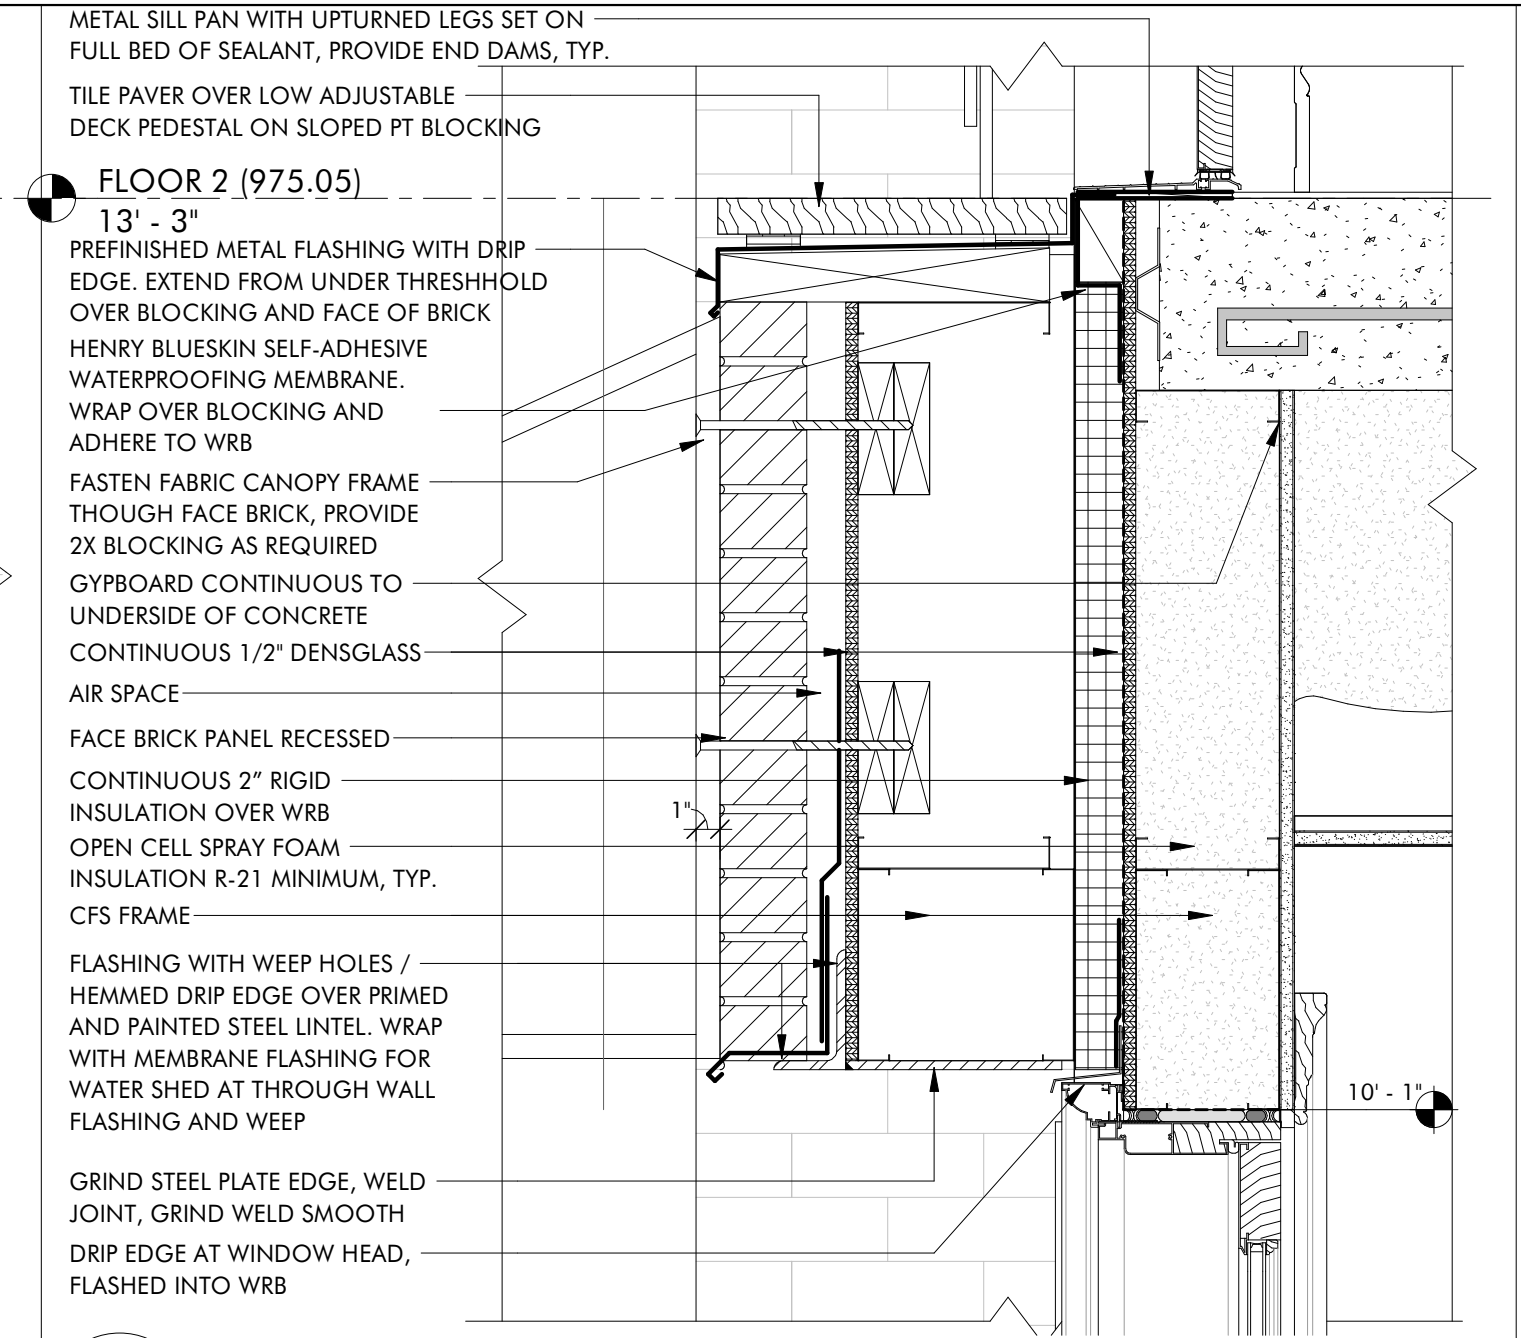 METAL SILL PAN WITH UPTURNED LEGS SET ON
FULL BED OF SEALANT, PROVIDE END DAMS, TYP.
TILE PAVER OVER LOW ADJUSTABLE
DECK PEDESTAL ON SLOPED PT BLOCKING
FLOOR 2 (975.05)
13' - 3"
PREFINISHED METAL FLASHING WITH DRIP
EDGE. EXTEND FROM UNDER THRESHHOLD
OVER BLOCKING AND FACE OF BRICK
HENRY BLUESKIN SELF-ADHESIVE
WATERPROOFING MEMBRANE.
WRAP OVER BLOCKING AND
ADHERE TO WRB
FASTEN FABRIC CANOPY FRAME
THOUGH FACE BRICK, PROVIDE
2X BLOCKING AS REQUIRED
GYPBOARD CONTINUOUS TO
UNDERSIDE OF CONCRETE
CONTINUOUS 1/2" DENSGLASS
AIR SPACE
FACE BRICK PANEL RECESSED
CONTINUOUS 2” RIGID
INSULATION OVER WRB
1"
OPEN CELL SPRAY FOAM
INSULATION R-21 MINIMUM, TYP.
CFS FRAME
FLASHING WITH WEEP HOLES /
HEMMED DRIP EDGE OVER PRIMED
AND PAINTED STEEL LINTEL. WRAP
WITH MEMBRANE FLASHING FOR
WATER SHED AT THROUGH WALL
FLASHING AND WEEP
10' - 1"
GRIND STEEL PLATE EDGE, WELD
JOINT, GRIND WELD SMOOTH
DRIP EDGE AT WINDOW HEAD,
FLASHED INTO WRB